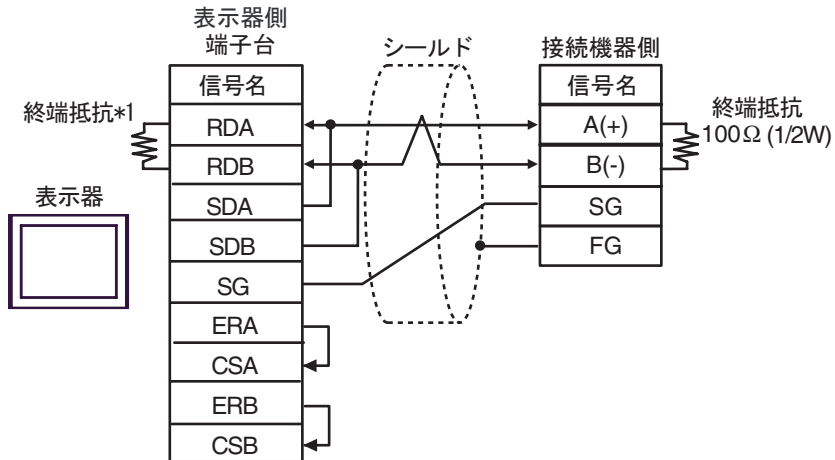 表示器側
端子台
シールド
接続機器側
信号名
信号名
終端抵抗*1
RDA
A(+)
終端抵抗
100Ω (1/2W)
RDB
B(-)
表示器
SDA
SG
SDB
FG
SG
ERA
CSA
ERB
CSB